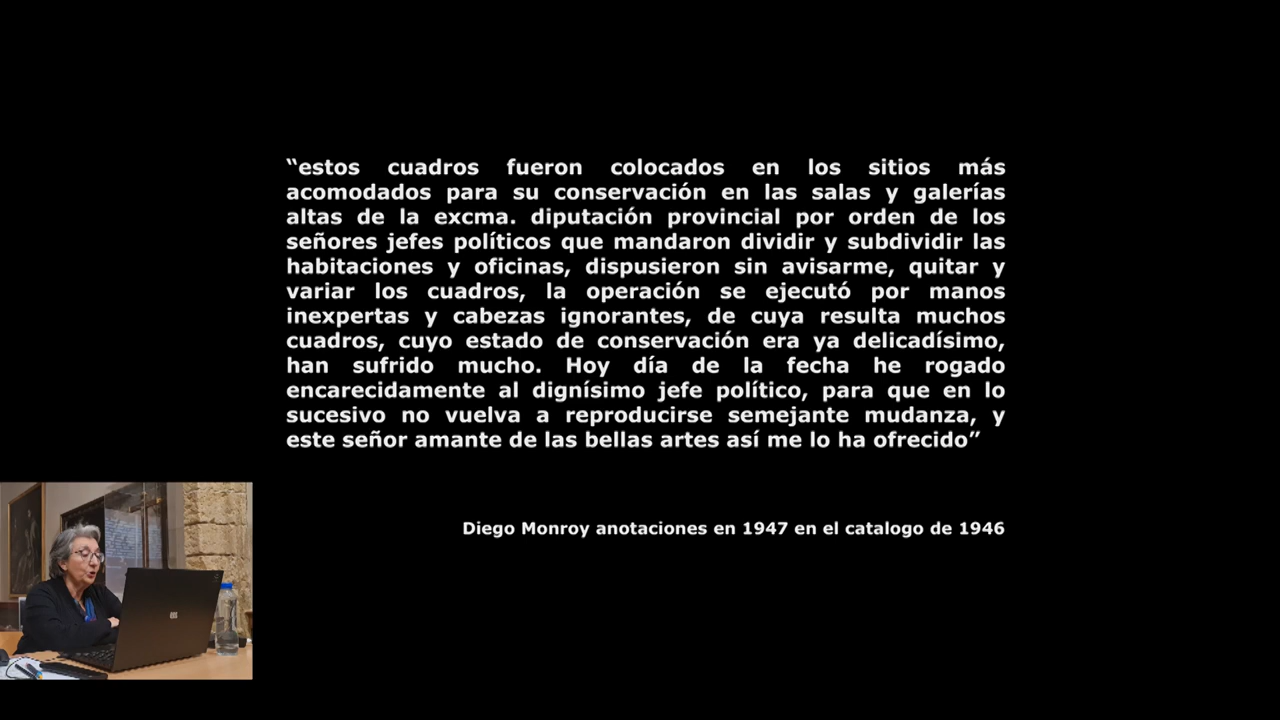 “estos cuadros fueron colocados en los sitios más
acomodados para su conservación en las salas y galerías
altas de la excma. diputación provincial por orden de los
señores jefes políticos que mandaron dividir y subdividir las
habitaciones y oficinas, dispusieron sin avisarme, quitar y
variar los cuadros, la operación se ejecutó por manos
inexpertas y cabezas ignorantes, de cuya resulta muchos
cuadros, cuyo estado de conservación era ya delicadísimo,
han sufrido mucho. Hoy día de la fecha he rogado
encarecidamente al dignísimo jefe político, para que en lo
sucesivo no vuelva a reproducirse semejante mudanza, y
este señor amante de las bellas artes así me lo ha ofrecido”
Diego Monroy anotaciones en 1947 en el catalogo de 1946